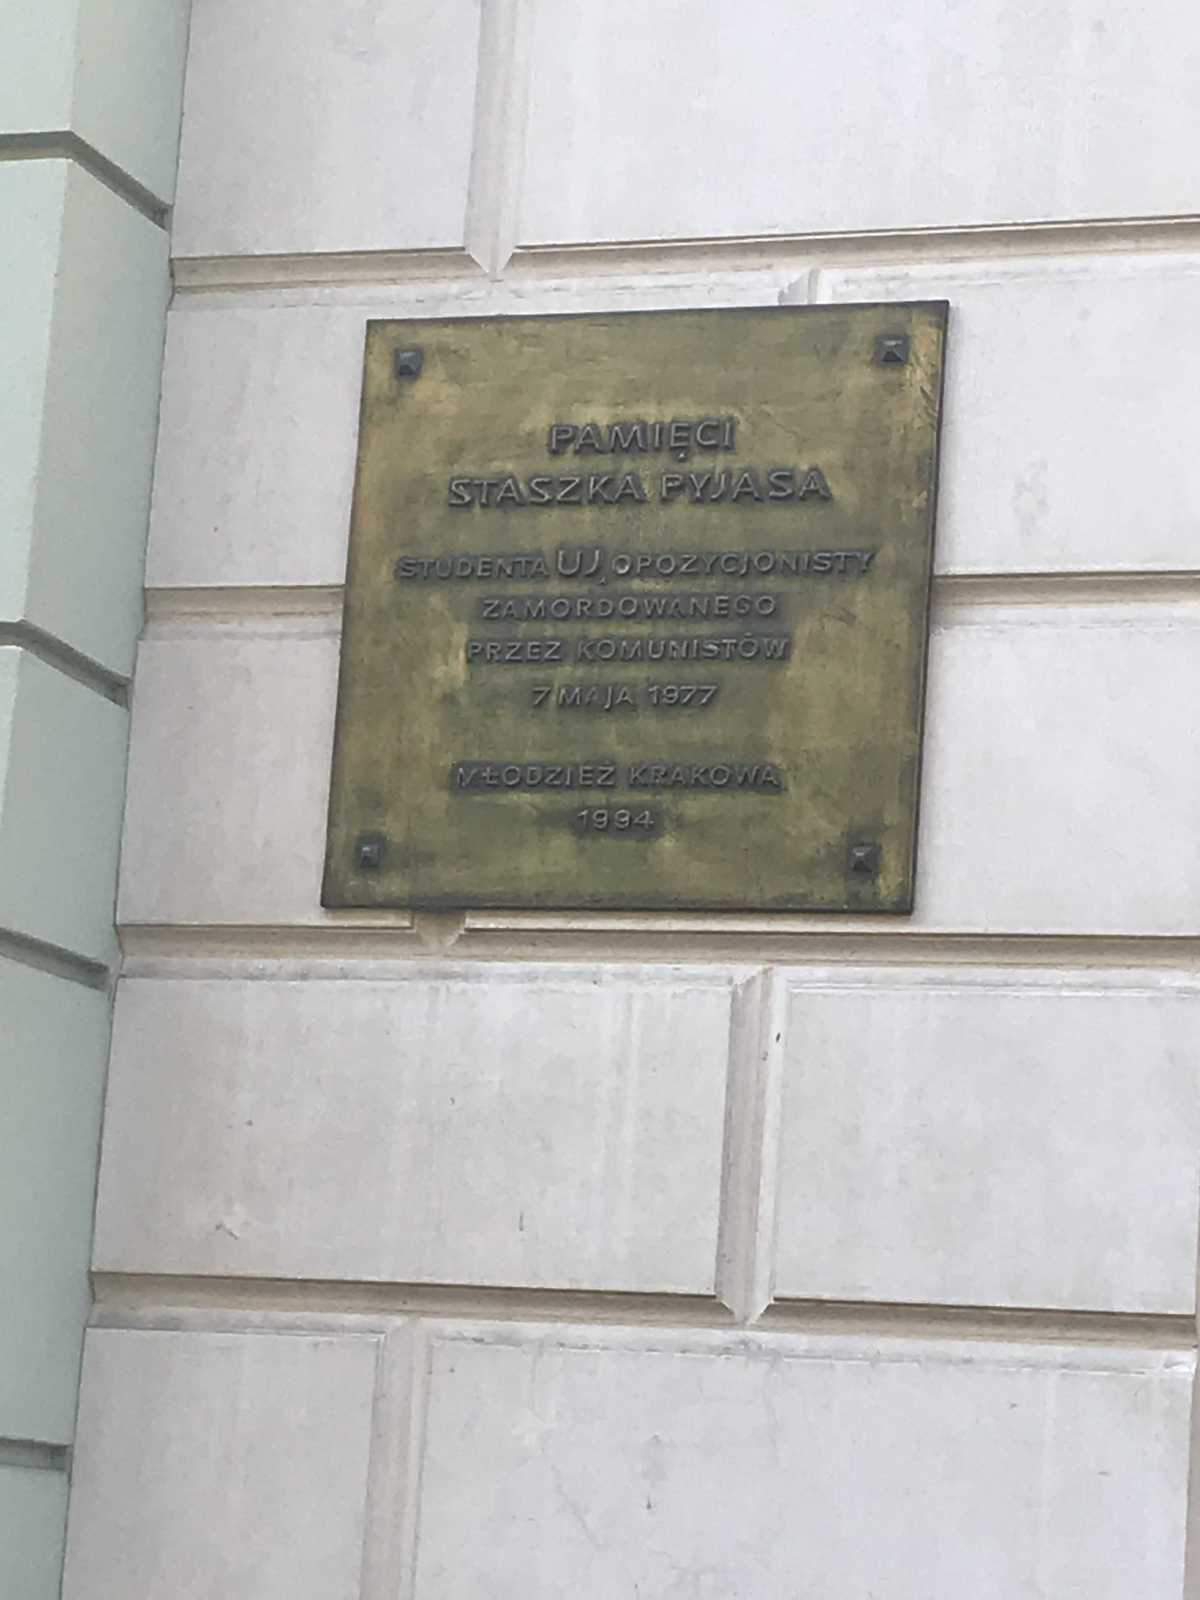 PAMIĘCI
STASZKA PYJASA
STUDENTA UJ, OPOZYCJONISTY
ZAMORDOWANEGO
PRZEZ KOMUNISTÓW
7 MAJA 1977
MŁODZIEŻ KRAKOWA
1994